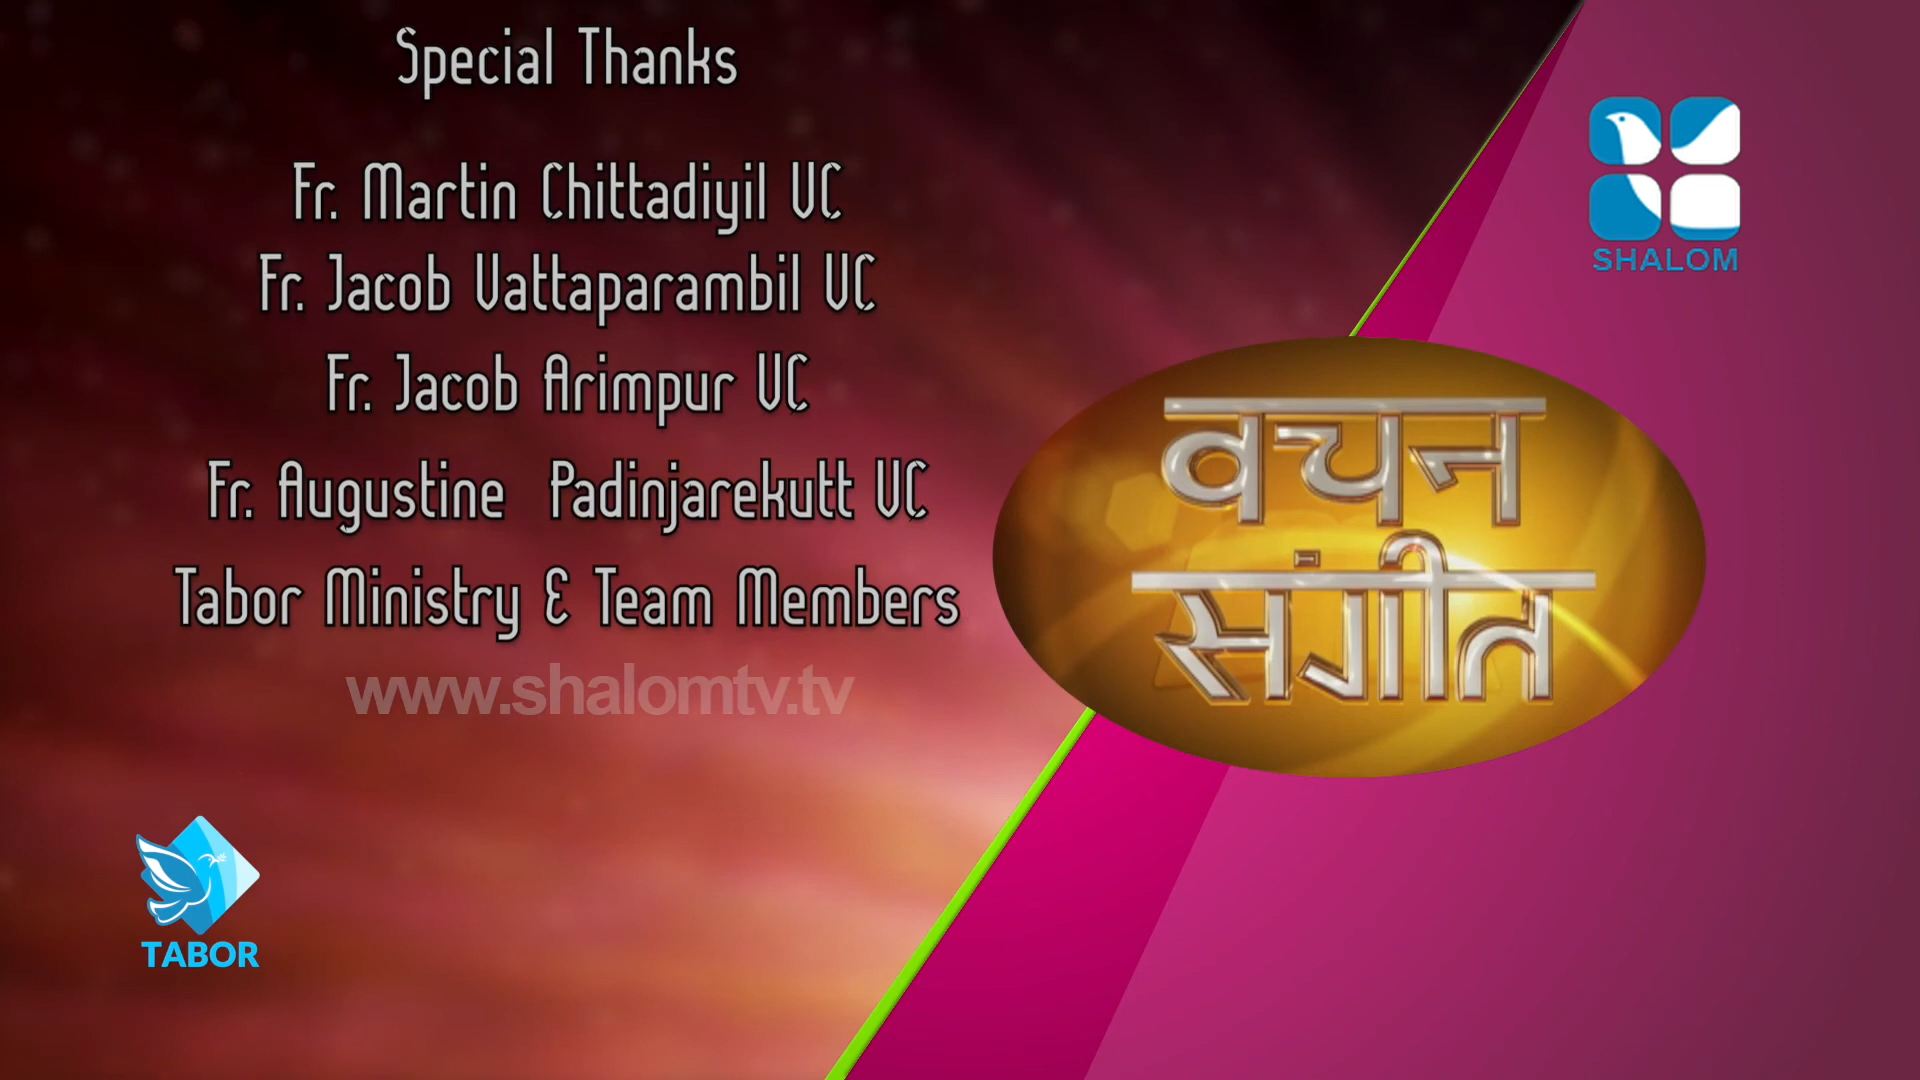 Special Thanks
Fr. Martin Chittadiyil VC
Fr. Jacob Vattaparambil VC
Fr. Jacob Arimpur VC
Fr. Augustine Padinjarekutt VC
Tabor Ministry & Team Members
www.shalomtv.tv
TABOR
SHALOM
वचन
संगीत